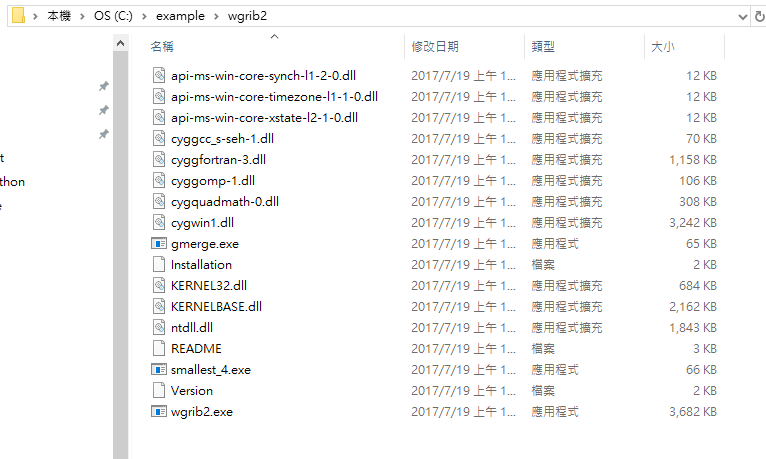 本機 > OS (C:) > example > wgrib2
名稱 修改日期 類型 大小
api-ms-win-core-synch-l1-2-0.dll 2017/7/19 上午 1... 應用程式擴充 12 KB
api-ms-win-core-timezone-l1-1-0.dll 2017/7/19 上午 1... 應用程式擴充 12 KB
api-ms-win-core-xstate-l2-1-0.dll 2017/7/19 上午 1... 應用程式擴充 12 KB
cyggcc_s-seh-1.dll 2017/7/19 上午 1... 應用程式擴充 70 KB
t cyggfortran-3.dll 2017/7/19 上午 1... 應用程式擴充 1,158 KB
thon cyggomp-1.dll 2017/7/19 上午 1... 應用程式擴充 106 KB
cygquadmath-0.dll 2017/7/19 上午 1... 應用程式擴充 308 KB
cygwin1.dll 2017/7/19 上午 1... 應用程式擴充 3,242 KB
gmerge.exe 2017/7/19 上午 1... 應用程式 65 KB
Installation 2017/7/19 上午 1... 檔案 2 KB
KERNEL32.dll 2017/7/19 上午 1... 應用程式擴充 684 KB
KERNELBASE.dll 2017/7/19 上午 1... 應用程式擴充 2,162 KB
ntdll.dll 2017/7/19 上午 1... 應用程式擴充 1,843 KB
README 2017/7/19 上午 1... 檔案 3 KB
smallest_4.exe 2017/7/19 上午 1... 應用程式 66 KB
Version 2017/7/19 上午 1... 檔案 2 KB
wgrib2.exe 2017/7/19 上午 1... 應用程式 3,682 KB